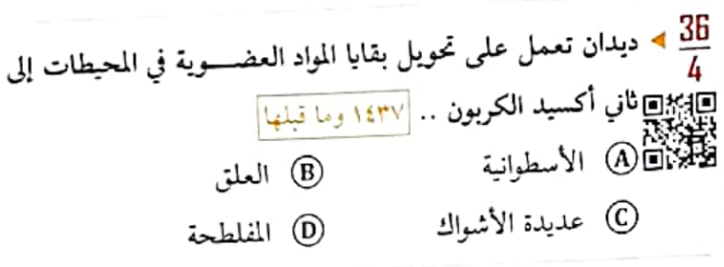 36/4 ◄ ديدان تعمل على تحويل بقايا المواد العضـــوية في المحيطات إلى
ثاني أكسيد الكربون .. ١٤٣٧ وما قبلها
A الأسطوانية B العلق
C عديدة الأشواك D المفلطحة